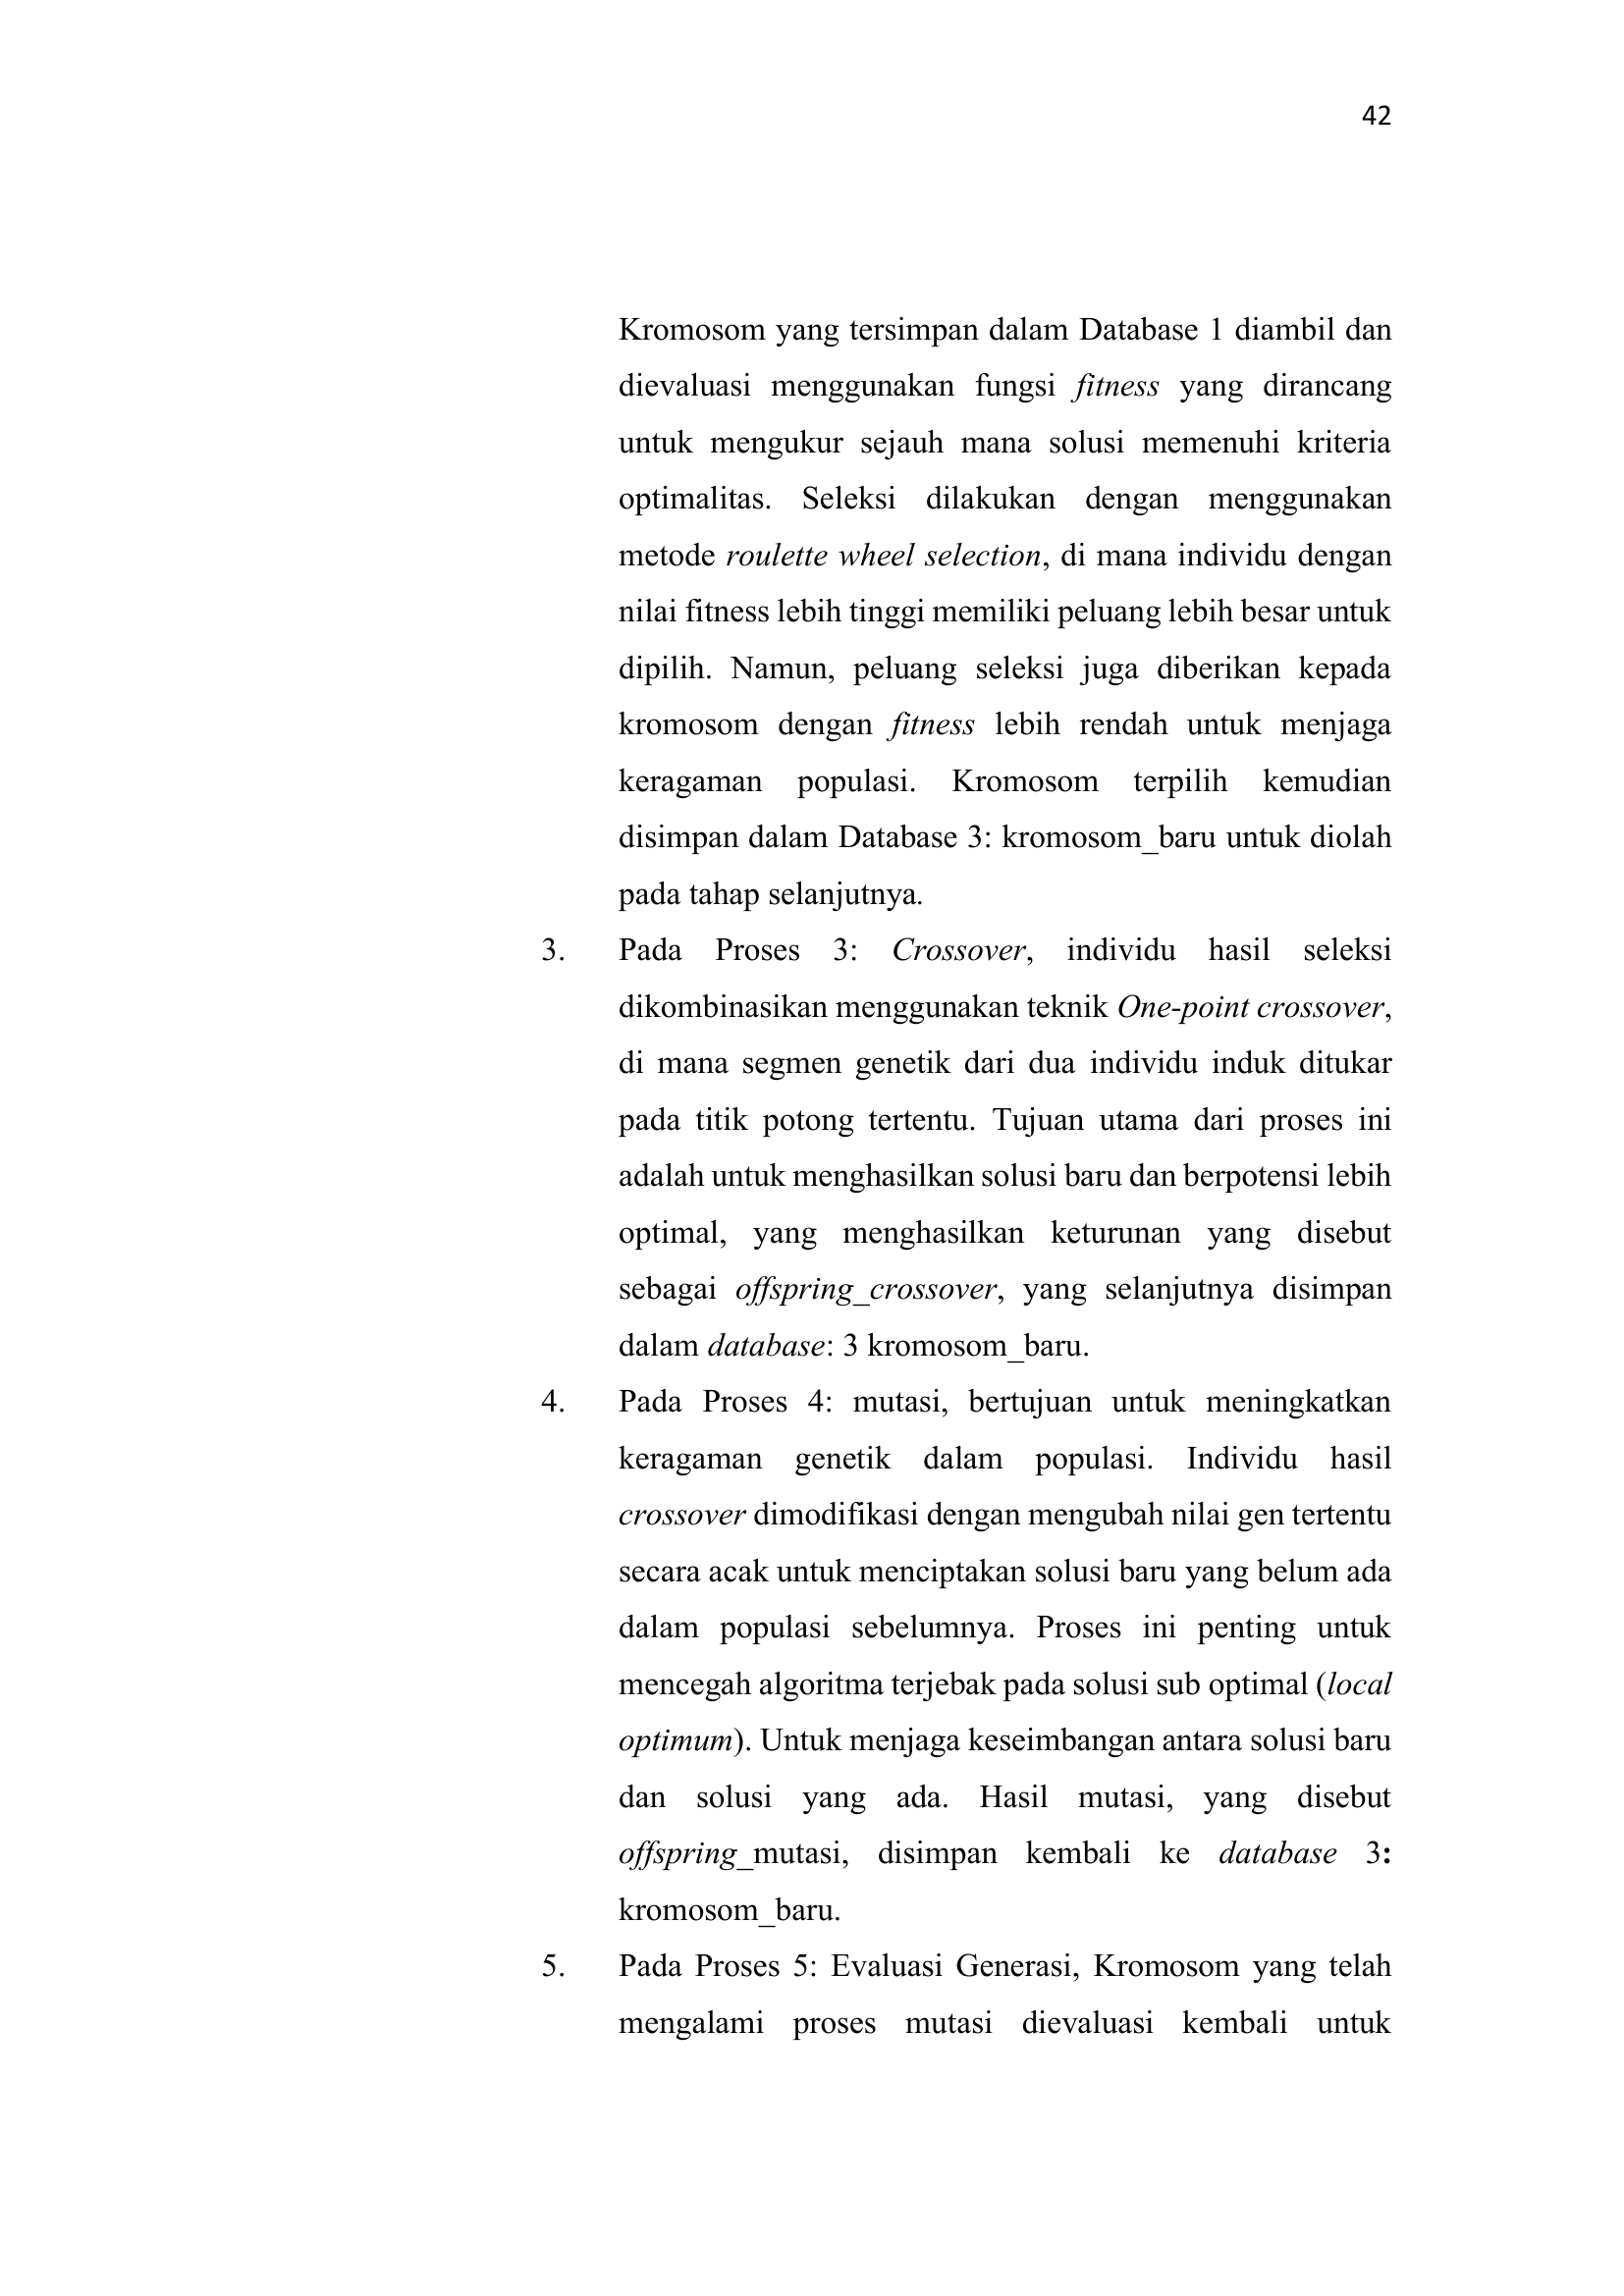 42
Kromosom yang tersimpan dalam Database 1 diambil dan
dievaluasi menggunakan fungsi fitness yang dirancang
untuk mengukur sejauh mana solusi memenuhi kriteria
optimalitas. Seleksi dilakukan dengan menggunakan
metode roulette wheel selection, di mana individu dengan
nilai fitness lebih tinggi memiliki peluang lebih besar untuk
dipilih. Namun, peluang seleksi juga diberikan kepada
kromosom dengan fitness lebih rendah untuk menjaga
keragaman populasi. Kromosom terpilih kemudian
disimpan dalam Database 3: kromosom_baru untuk diolah
pada tahap selanjutnya.
3. Pada Proses 3: Crossover, individu hasil seleksi
dikombinasikan menggunakan teknik One-point crossover,
di mana segmen genetik dari dua individu induk ditukar
pada titik potong tertentu. Tujuan utama dari proses ini
adalah untuk menghasilkan solusi baru dan berpotensi lebih
optimal, yang menghasilkan keturunan yang disebut
sebagai offspring_crossover, yang selanjutnya disimpan
dalam database: 3 kromosom_baru.
4. Pada Proses 4: mutasi, bertujuan untuk meningkatkan
keragaman genetik dalam populasi. Individu hasil
crossover dimodifikasi dengan mengubah nilai gen tertentu
secara acak untuk menciptakan solusi baru yang belum ada
dalam populasi sebelumnya. Proses ini penting untuk
mencegah algoritma terjebak pada solusi sub optimal (local
optimum). Untuk menjaga keseimbangan antara solusi baru
dan solusi yang ada. Hasil mutasi, yang disebut
offspring_mutasi, disimpan kembali ke database 3:
kromosom_baru.
5. Pada Proses 5: Evaluasi Generasi, Kromosom yang telah
mengalami proses mutasi dievaluasi kembali untuk